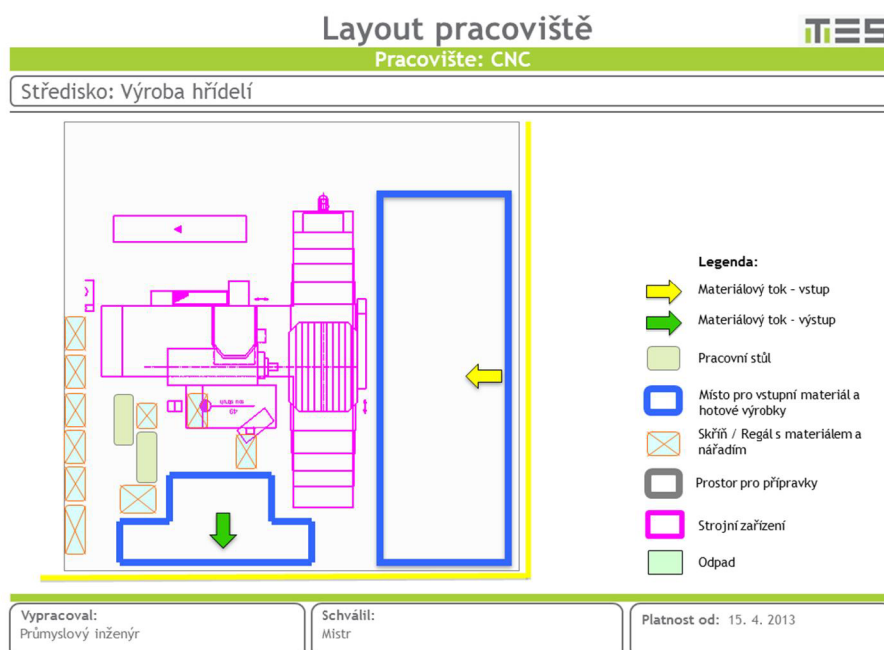 Layout pracoviště
TES
Pracovište: CNC
Středisko: Výroba hřídelí
Legenda:
Materiálový tok – vstup
Materiálový tok - výstup
Pracovní stůl
Místo pro vstupní materiál a
hotové výrobky
Skříň / Regál s materiálem a
nářadím
Prostor pro přípravky
Strojní zařízení
Odpad
Vypracoval:
Průmyslový inženýr
Schválil:
Mistr
Platnost od: 15. 4. 2013